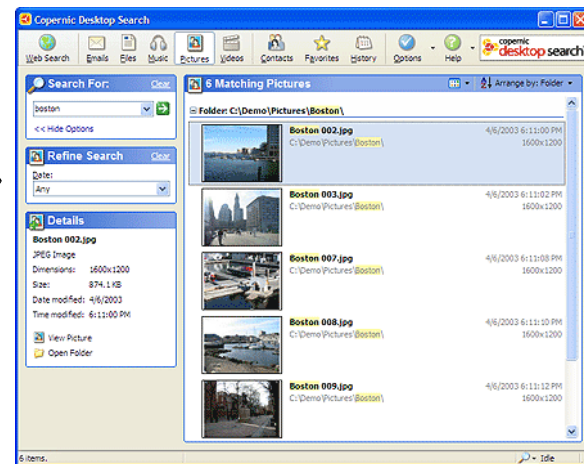 Copernic Desktop Search
Web Search Emails Files Music Pictures Videos Contacts Favorites History Options Help copernic desktop search
Search For: Clear
boston
<< Hide Options
Refine Search Clear
Date:
Any
Details
Boston 002.jpg
JPEG Image
Dimensions: 1600x1200
Size: 874.1 KB
Date modified: 4/6/2003
Time modified: 6:11:00 PM
View Picture
Open Folder
6 Matching Pictures Arrange by: Folder
Folder: C:\Demo\Pictures\Boston\
Boston 002.jpg 4/6/2003 6:11:00 PM
C:\Demo\Pictures\Boston\ 1600x1200
Boston 003.jpg 4/6/2003 6:11:02 PM
C:\Demo\Pictures\Boston\ 1600x1200
Boston 007.jpg 4/6/2003 6:11:08 PM
C:\Demo\Pictures\Boston\ 1600x1200
Boston 008.jpg 4/6/2003 6:11:10 PM
C:\Demo\Pictures\Boston\ 1600x1200
Boston 009.jpg 4/6/2003 6:11:12 PM
C:\Demo\Pictures\Boston\ 1600x1200
6 items. Idle